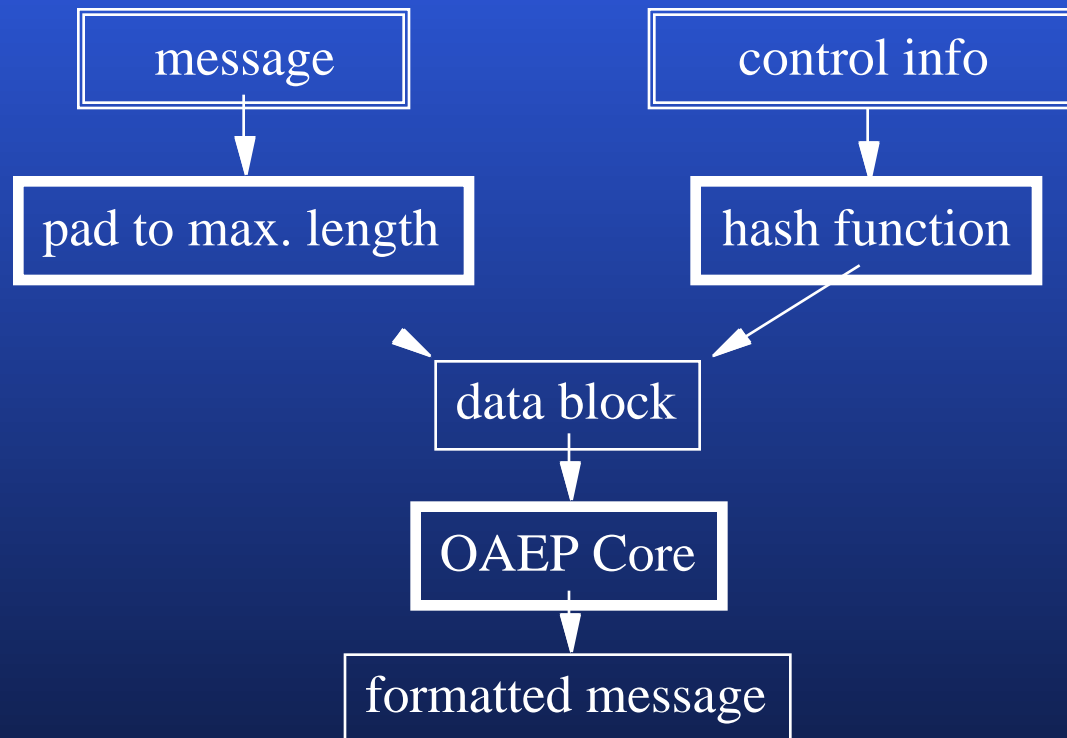 message
control info
pad to max. length
hash function
data block
OAEP Core
formatted message